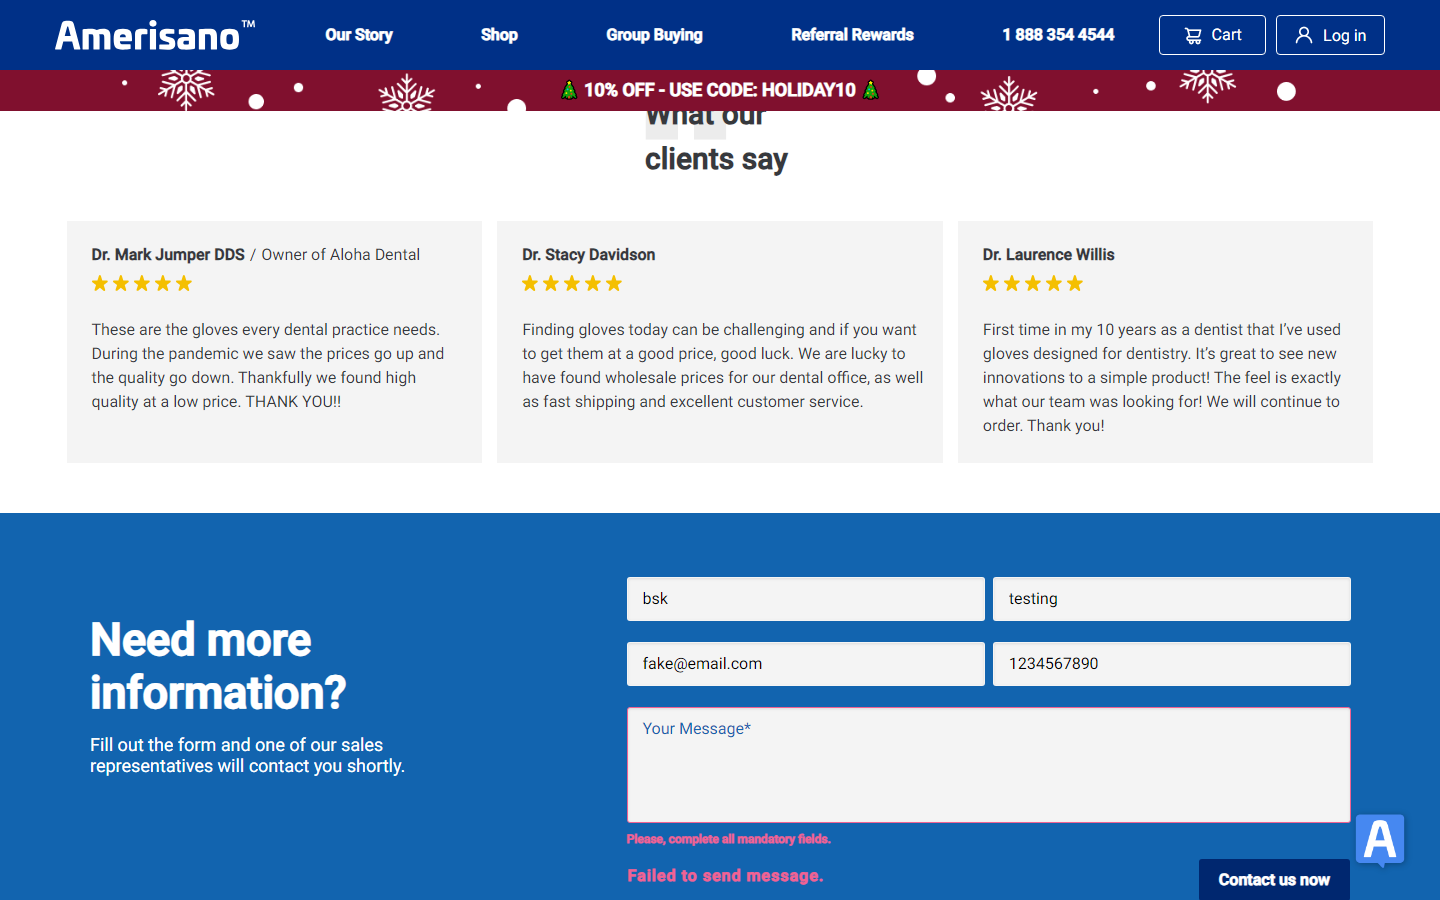 Amerisano™
Our Story
Shop
Group Buying
Referral Rewards
1 888 354 4544
Cart
Log in
10% OFF - USE CODE: HOLIDAY10
What our
clients say
Dr. Mark Jumper DDS / Owner of Aloha Dental
These are the gloves every dental practice needs.
During the pandemic we saw the prices go up and
the quality go down. Thankfully we found high
quality at a low price. THANK YOU!!
Dr. Stacy Davidson
Finding gloves today can be challenging and if you want
to get them at a good price, good luck. We are lucky to
have found wholesale prices for our dental office, as well
as fast shipping and excellent customer service.
Dr. Laurence Willis
First time in my 10 years as a dentist that I’ve used
gloves designed for dentistry. It’s great to see new
innovations to a simple product! The feel is exactly
what our team was looking for! We will continue to
order. Thank you!
Need more
information?
Fill out the form and one of our sales
representatives will contact you shortly.
bsk
testing
fake@email.com
1234567890
Your Message*
Please, complete all mandatory fields.
Failed to send message.
Contact us now
A